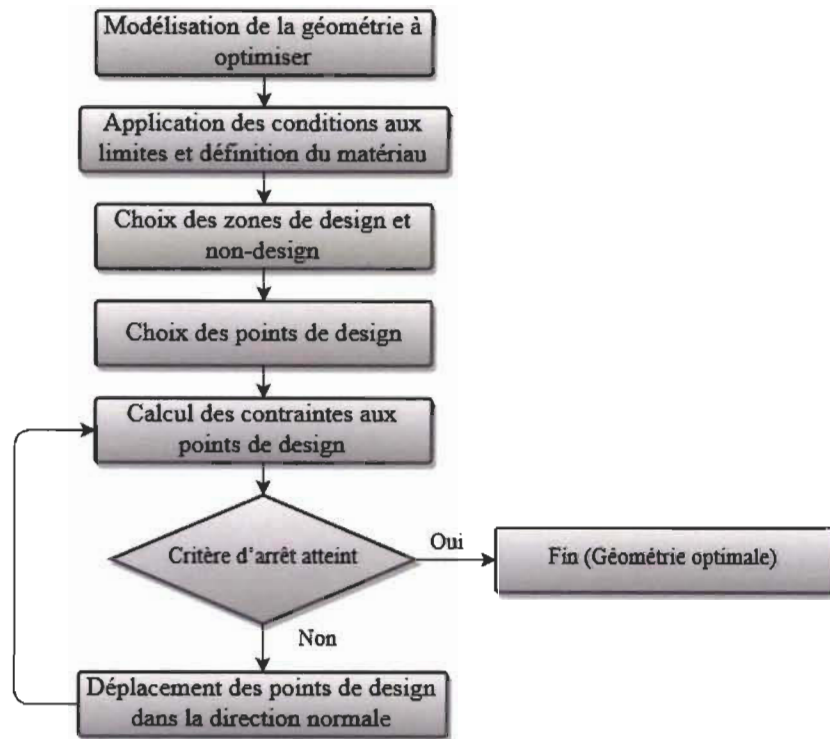 Modélisation de la géométrie à
optimiser
Application des conditions aux
limites et définition du matériau
Choix des zones de design et
non-design
Choix des points de design
Calcul des contraintes aux
points de design
Critère d'arrêt atteint
Oui
Fin (Géométrie optimale)
Non
Déplacement des points de design
dans la direction normale